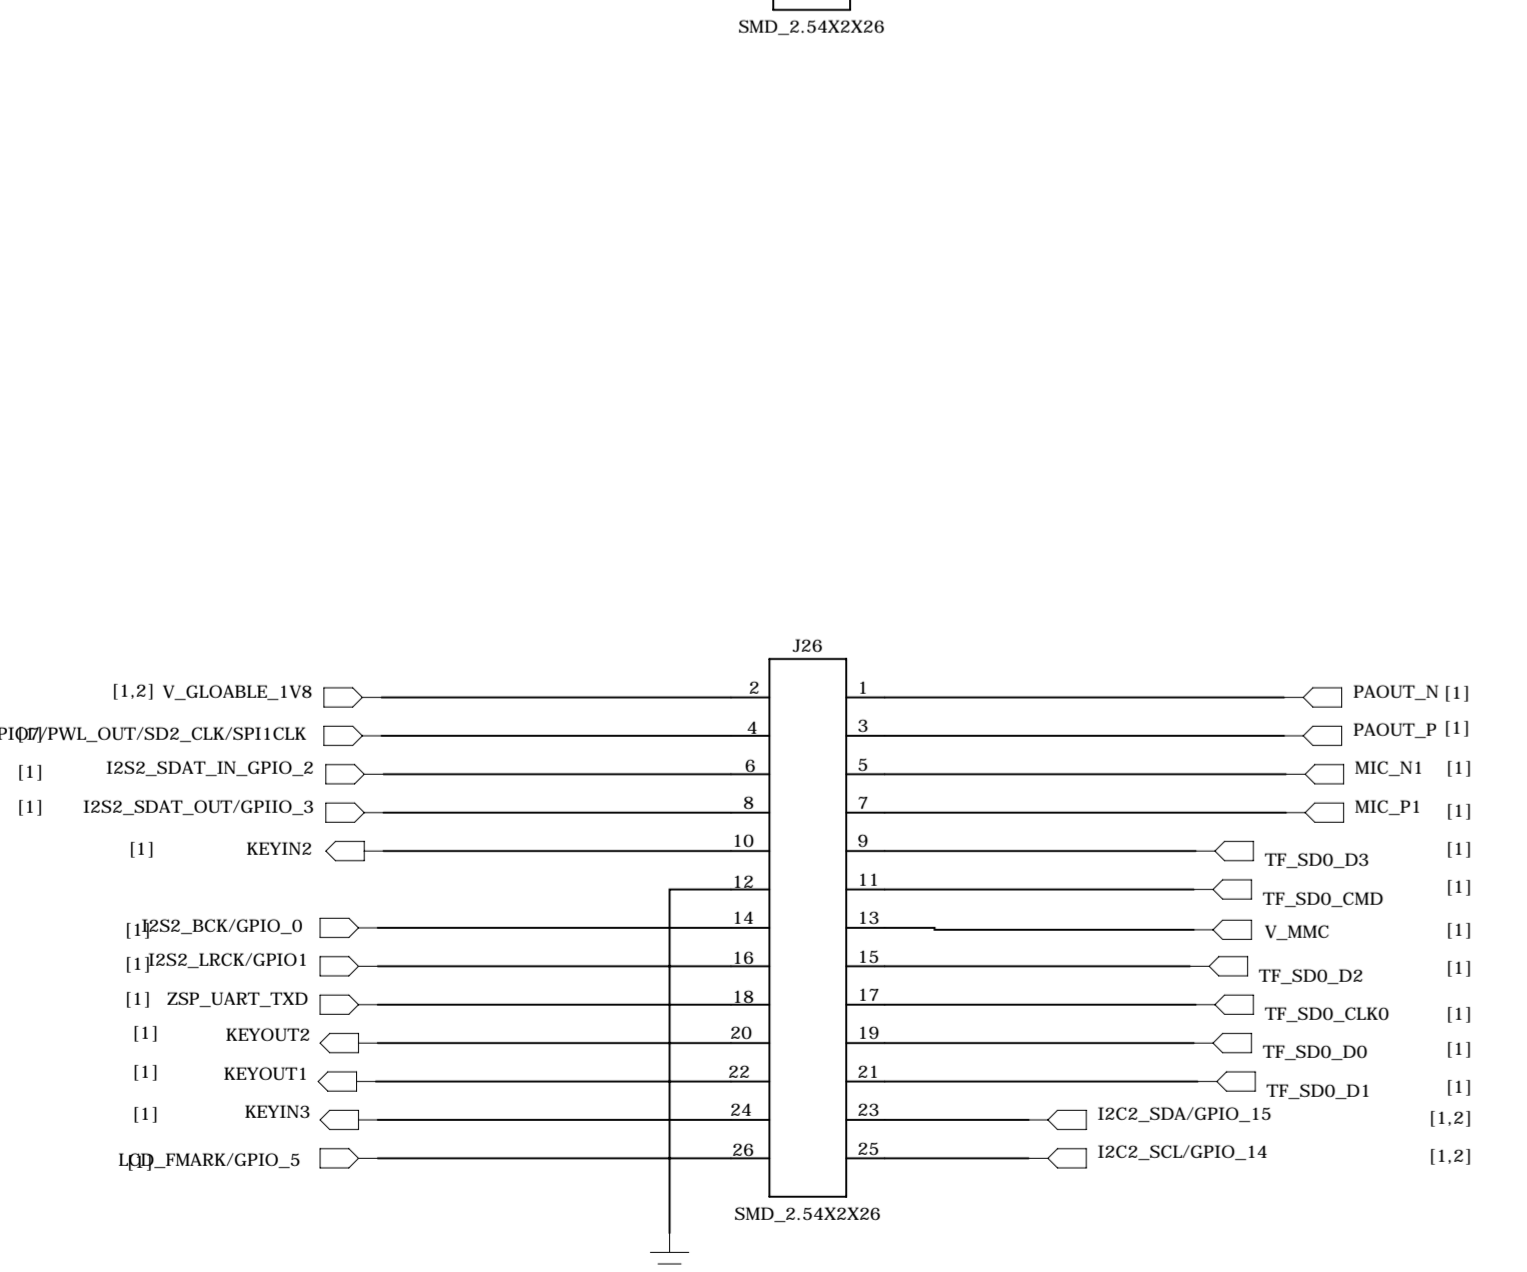 SMD_2.54X2X26
J26
[1,2] V_GLOABLE_1V8 2 1 PAOUT_N [1]
/PWL_OUT/SD2_CLK/SPI1CLK 4 3 PAOUT_P [1]
[1] I2S2_SDAT_IN_GPIO_2 6 5 MIC_N1 [1]
[1] I2S2_SDAT_OUT/GPIIO_3 8 7 MIC_P1 [1]
[1] KEYIN2 10 9 TF_SD0_D3 [1]
12 11 TF_SD0_CMD [1]
[1] I2S2_BCK/GPIO_0 14 13 V_MMC [1]
[1] I2S2_LRCK/GPIO1 16 15 TF_SD0_D2 [1]
[1] ZSP_UART_TXD 18 17 TF_SD0_CLK0 [1]
[1] KEYOUT2 20 19 TF_SD0_D0 [1]
[1] KEYOUT1 22 21 TF_SD0_D1 [1]
[1] KEYIN3 24 23 I2C2_SDA/GPIO_15 [1,2]
[1] LCD_FMARK/GPIO_5 26 25 I2C2_SCL/GPIO_14 [1,2]
SMD_2.54X2X26